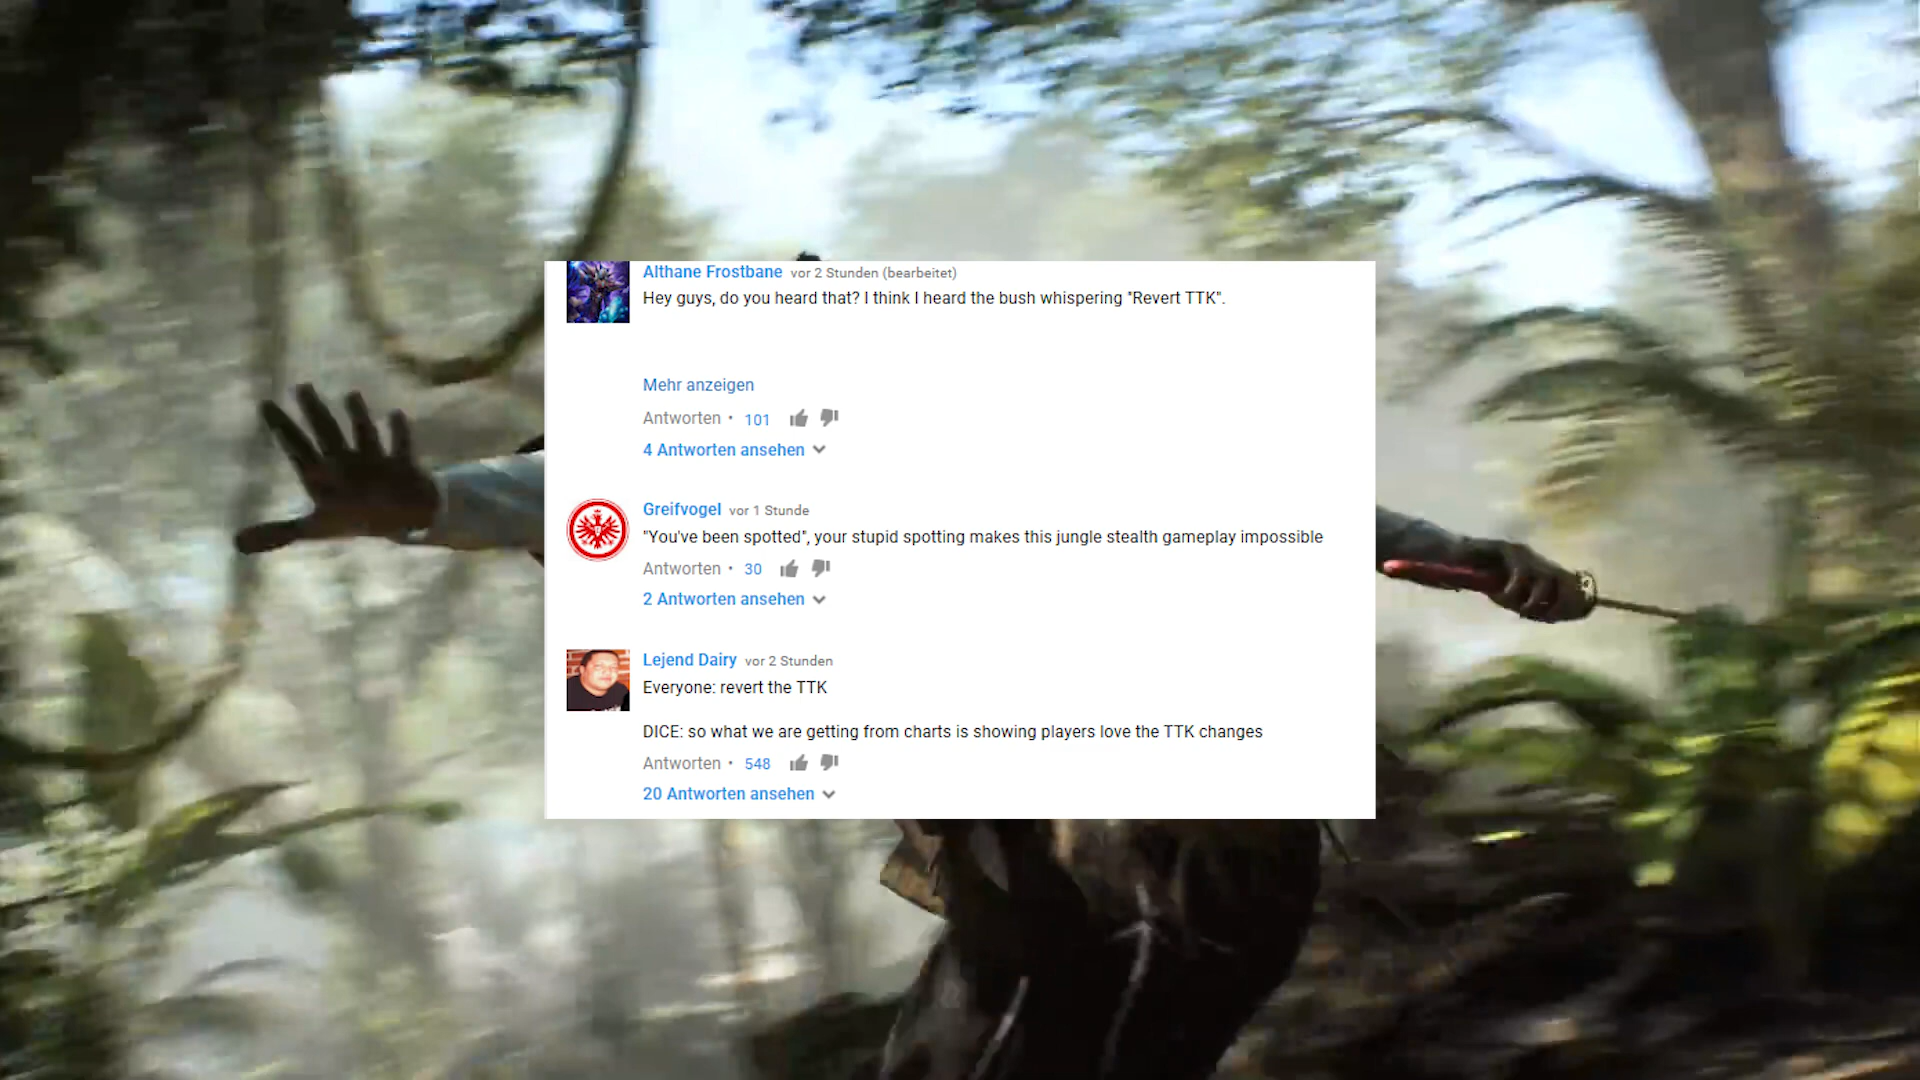 Althane Frostbane vor 2 Stunden (bearbeitet)
Hey guys, do you heard that? I think I heard the bush whispering "Revert TTK".
Mehr anzeigen
Antworten • 101
4 Antworten ansehen
Greifvogel vor 1 Stunde
"You've been spotted", your stupid spotting makes this jungle stealth gameplay impossible
Antworten • 30
2 Antworten ansehen
Lejend Dairy vor 2 Stunden
Everyone: revert the TTK
DICE: so what we are getting from charts is showing players love the TTK changes
Antworten • 548
20 Antworten ansehen